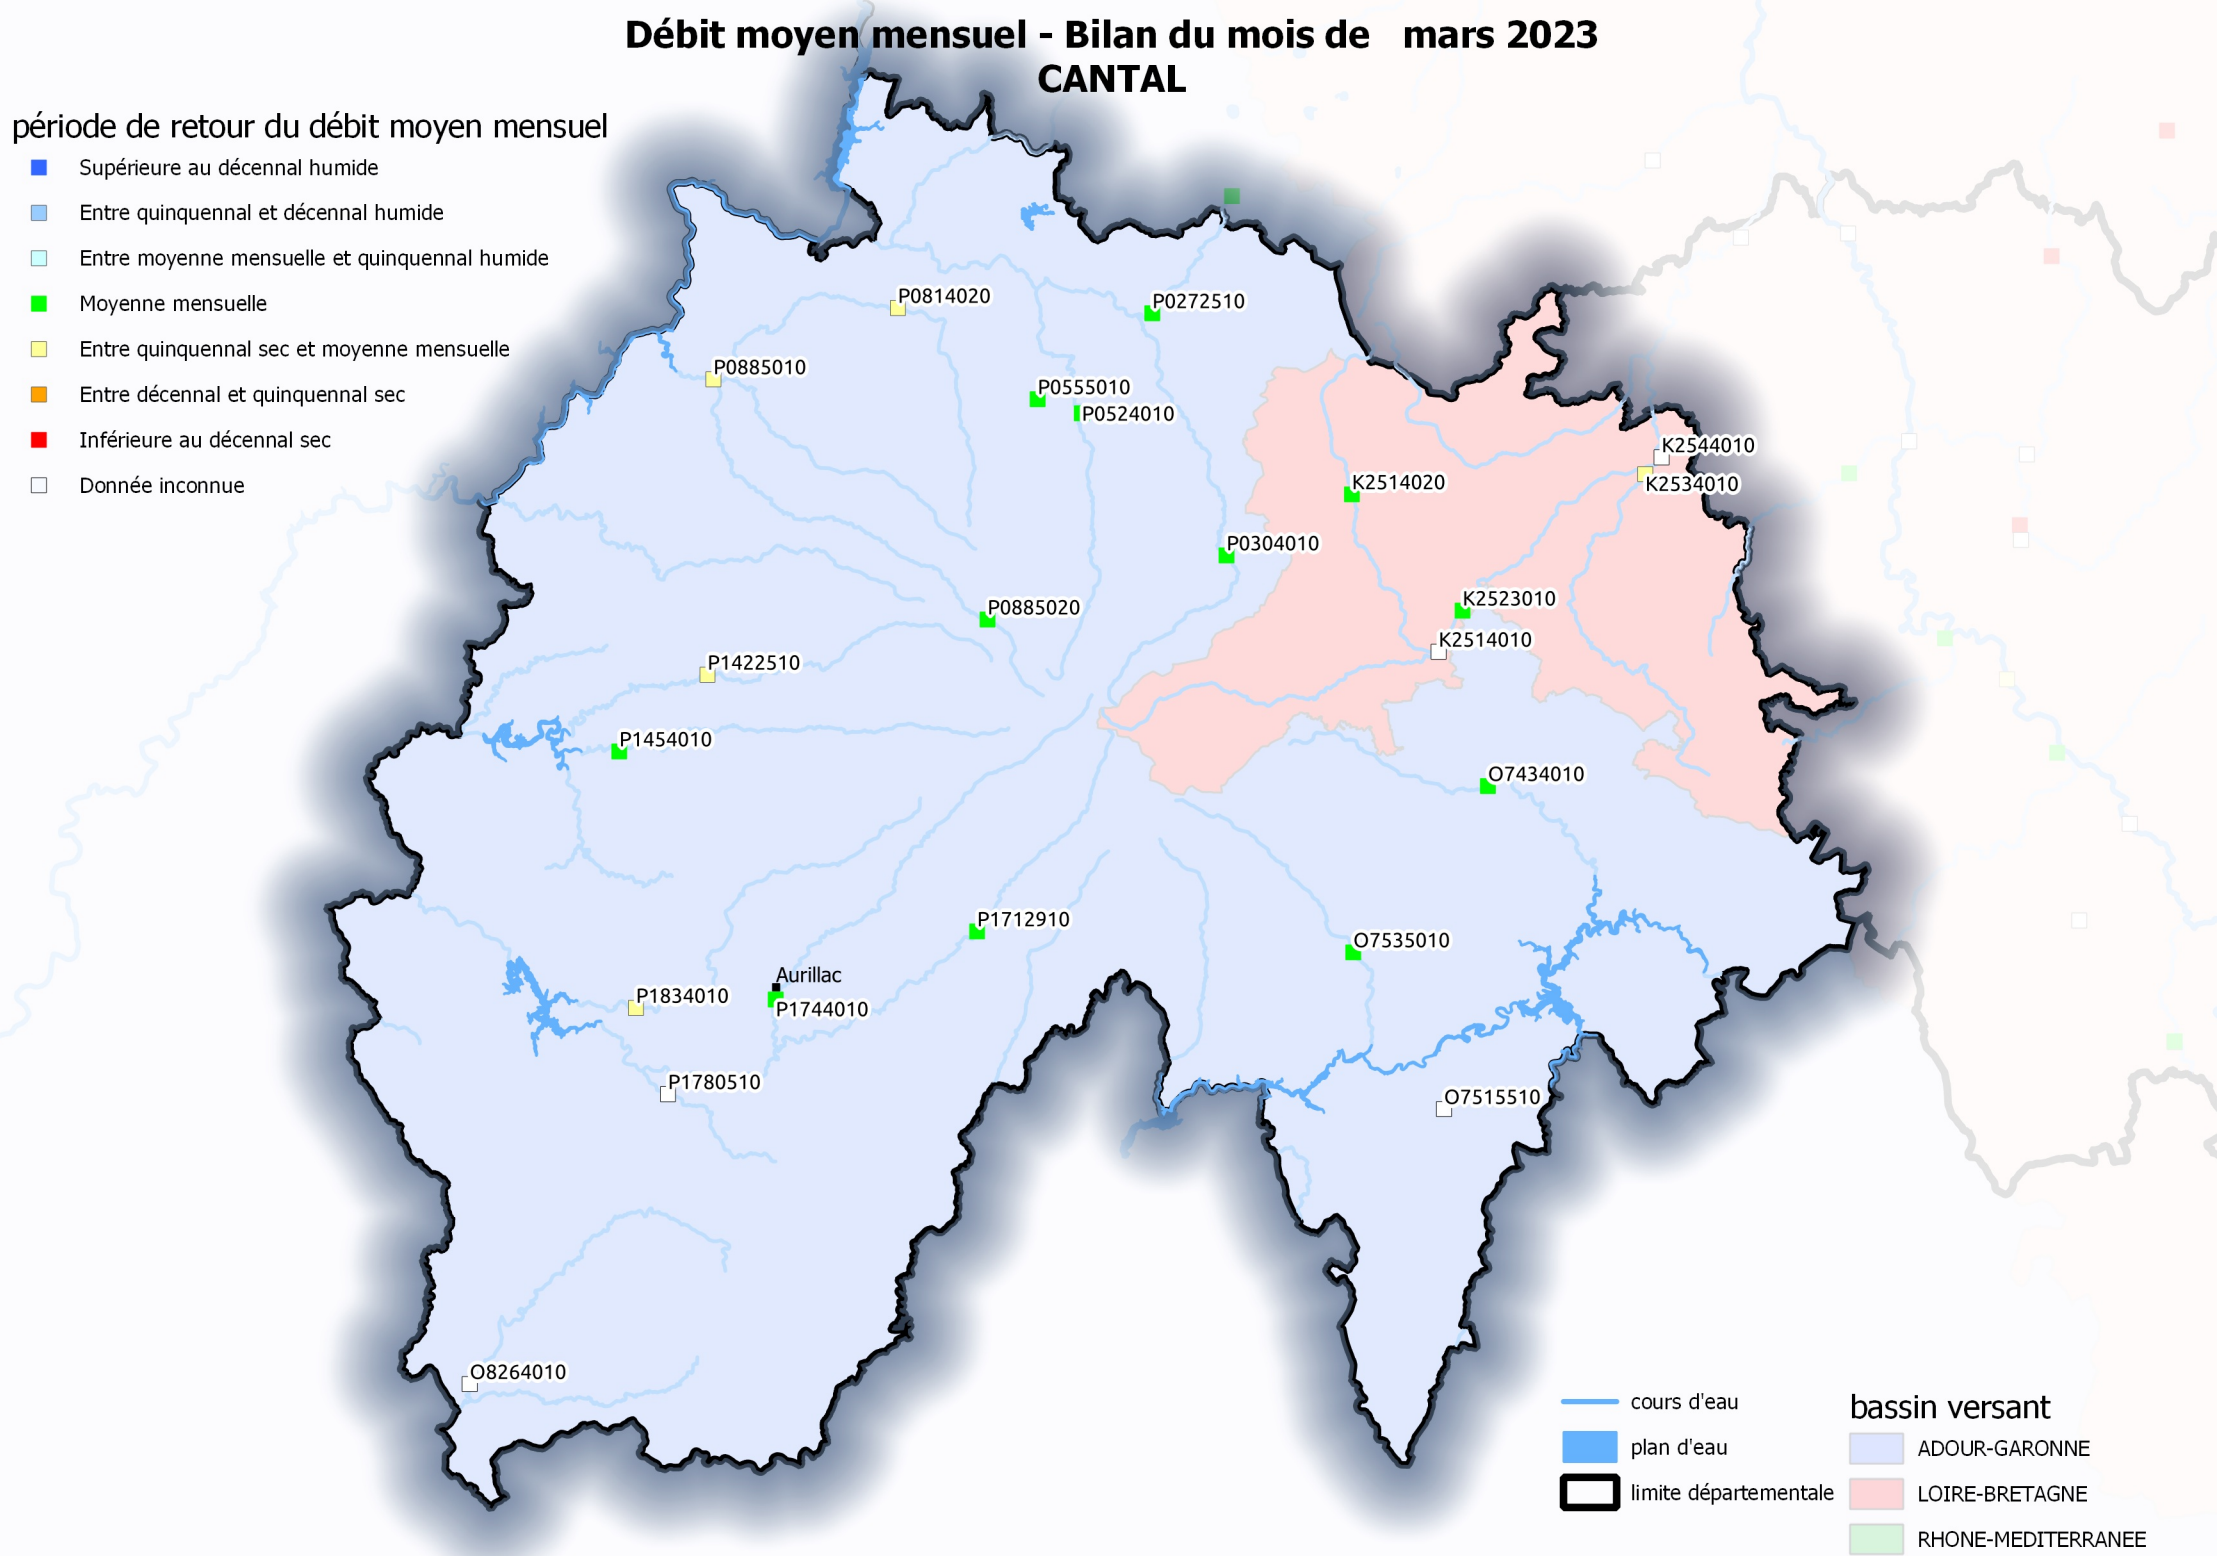 Débit moyen mensuel - Bilan du mois de mars 2023
CANTAL
période de retour du débit moyen mensuel
Supérieure au décennal humide
Entre quinquennal et décennal humide
Entre moyenne mensuelle et quinquennal humide
Moyenne mensuelle
Entre quinquennal sec et moyenne mensuelle
Entre décennal et quinquennal sec
Inférieure au décennal sec
Donnée inconnue
P0814020
P0272510
P0885010
P0555010
P0524010
K2544010
K2534010
K2514020
P0304010
K2523010
P0885020
K2514010
P1422510
P1454010
O7434010
P1712910
O7535010
Aurillac
P1834010
P1744010
P1780510
O7515510
O8264010
cours d'eau
plan d'eau
limite départementale
bassin versant
ADOUR-GARONNE
LOIRE-BRETAGNE
RHONE-MEDITERRANEE